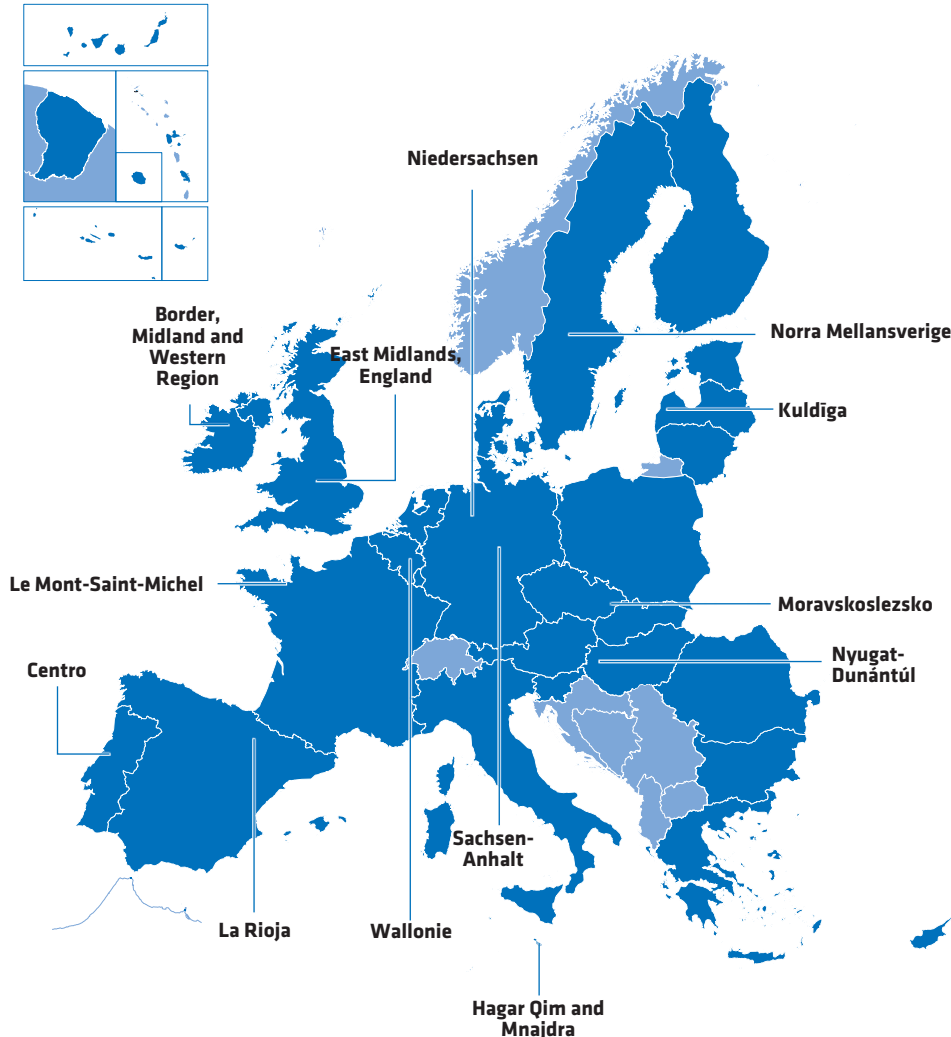 Niedersachsen
Border,
Midland and
Western
Region
East Midlands,
England
Norra Mellansverige
Kuldīga
Le Mont-Saint-Michel
Moravskoslezsko
Centro
Nyugat-
Dunántúl
Sachsen-
Anhalt
La Rioja
Wallonie
Hagar Qim and
Mnajdra